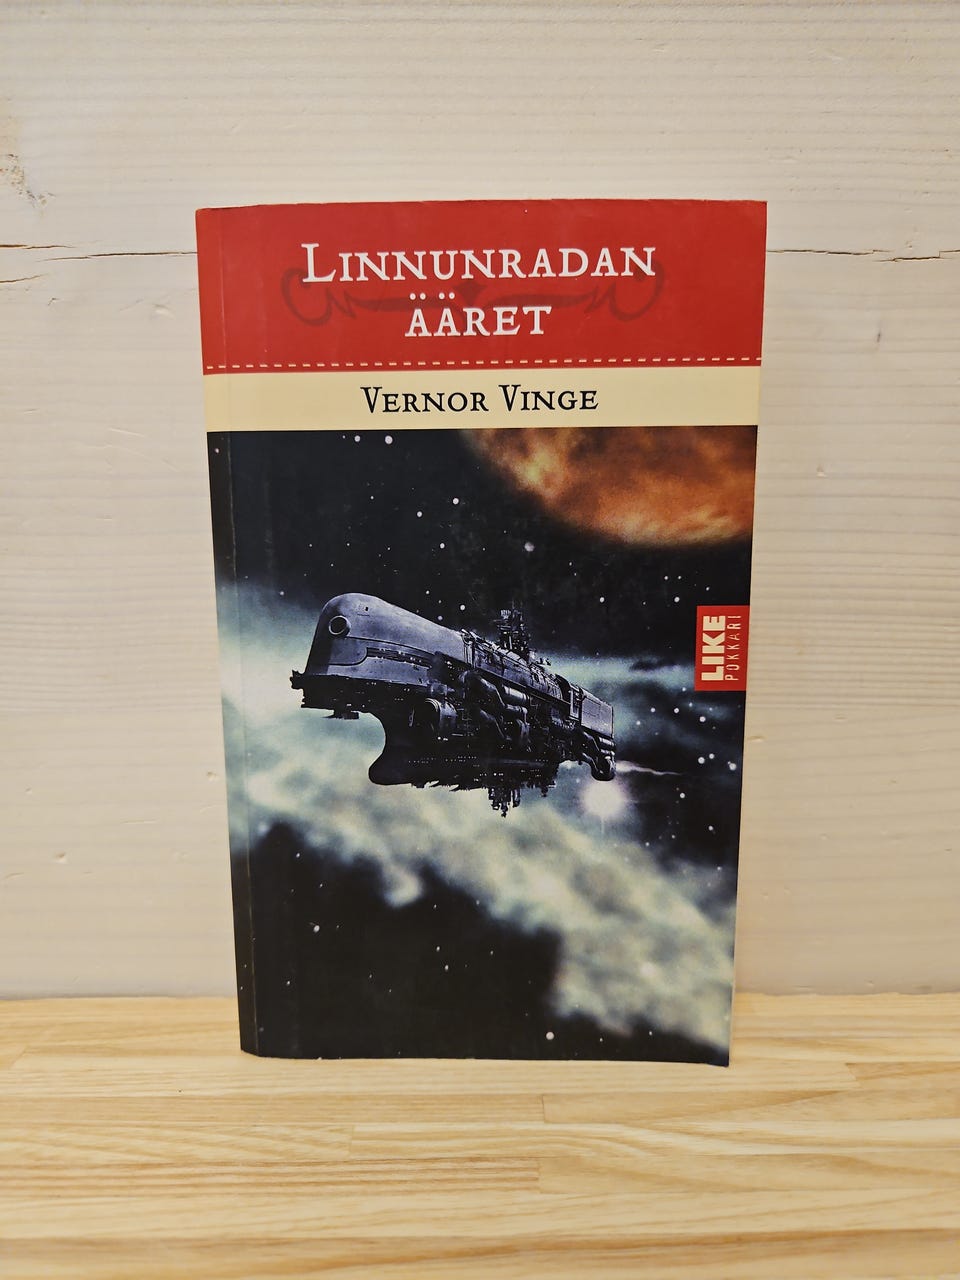 Linnunradan
ääret
Vernor Vinge
LIKE
POKKARI